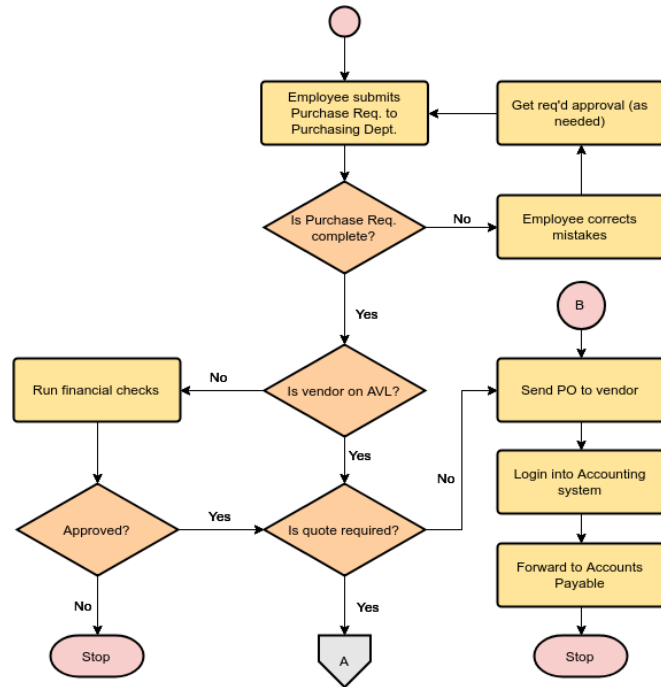 Employee submits
Purchase Req. to
Purchasing Dept.
Get req'd approval (as
needed)
Is Purchase Req.
complete?
No
Employee corrects
mistakes
Yes
B
Run financial checks
No
Is vendor on AVL?
Send PO to vendor
Yes
No
Login into Accounting
system
Approved?
Yes
Is quote required?
Forward to Accounts
Payable
No
Yes
Stop
A
Stop